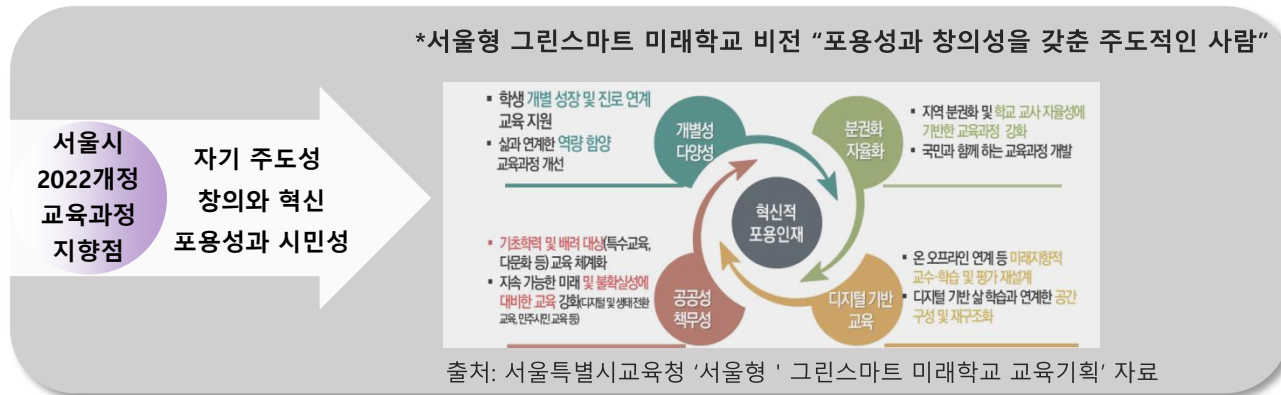 *서울형 그린스마트 미래학교 비전 “포용성과 창의성을 갖춘 주도적인 사람”
서울시
2022개정
교육과정
지향점
자기 주도성
창의와 혁신
포용성과 시민성
▪ 학생 개별 성장 및 진로 연계
교육 지원
▪ 삶과 연계한 역량 함양
교육과정 개선
개별성
다양성
분권화
자율화
▪ 지역 분권화 및 학교 교사 자율성에
기반한 교육과정 강화
▪ 국민과 함께 하는 교육과정 개발
혁신적
포용인재
▪ 기초학력 및 배려 대상(특수교육,
다문화 등) 교육 체계화
▪ 지속 가능한 미래 및 불확실성에
대비한 교육 강화(디지털 및 생태전환
교육, 민주시민 교육 등)
공공성
책무성
디지털 기반
교육
▪ 온 오프라인 연계 등 미래지향적
교수·학습 및 평가 재설계
▪ 디지털 기반 삶 학습과 연계한 공간
구성 및 재구조화
출처: 서울특별시교육청 ‘서울형 ' 그린스마트 미래학교 교육기획’ 자료